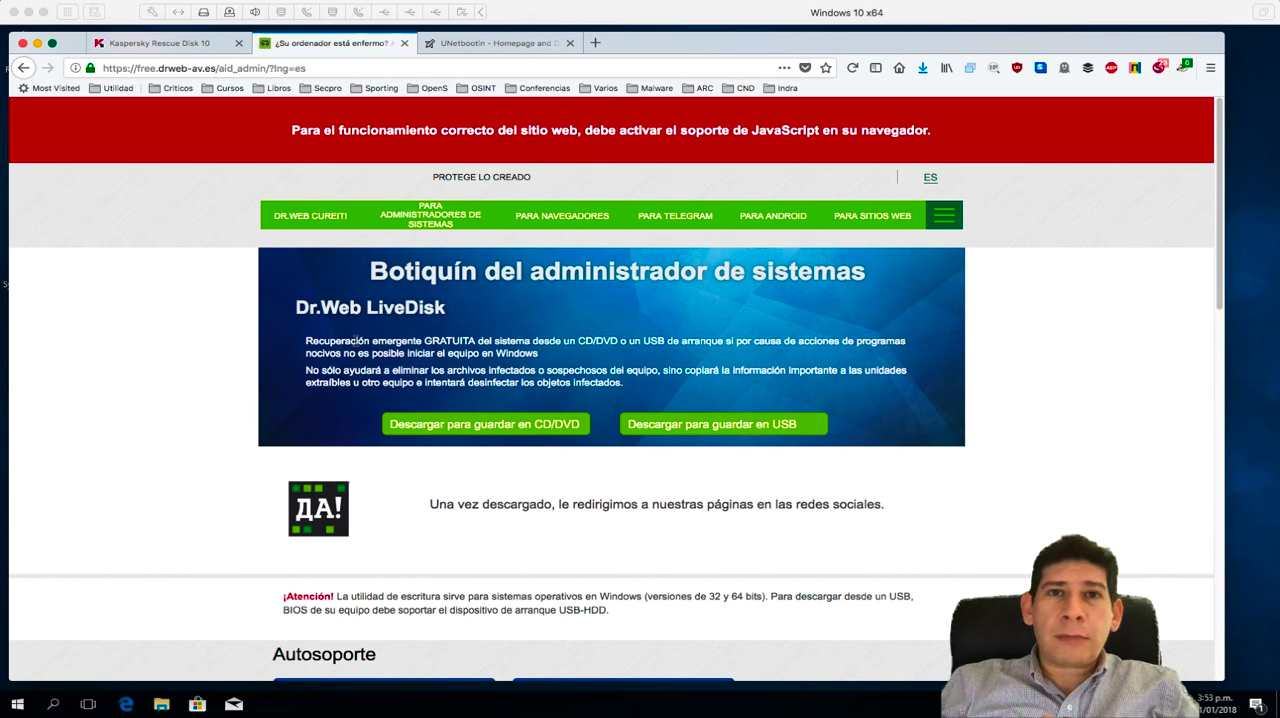 Windows 10 x64
Kaspersky Rescue Disk 10
¿Su ordenador está enfermo? A
UNetbootin - Homepage and D
https://free.drweb-av.es/aid_admin/?lng=es
Most Visited Utilidad Criticos Cursos Libros Secpro Sporting OpenS OSINT Conferencias Varios Malware ARC CND Indra
Para el funcionamiento correcto del sitio web, debe activar el soporte de JavaScript en su navegador.
PROTEGE LO CREADO
ES
DR.WEB CUREIT!
PARA
ADMINISTRADORES DE
SISTEMAS
PARA NAVEGADORES
PARA TELEGRAM
PARA ANDROID
PARA SITIOS WEB
Botiquín del administrador de sistemas
Dr.Web LiveDisk
Recuperación emergente GRATUITA del sistema desde un CD/DVD o un USB de arranque si por causa de acciones de programas
nocivos no es posible iniciar el equipo en Windows
No sólo ayudará a eliminar los archivos infectados o sospechosos del equipo, sino copiará la información importante a las unidades
extraíbles u otro equipo e intentará desinfectar los objetos infectados.
Descargar para guardar en CD/DVD
Descargar para guardar en USB
ДА!
Una vez descargado, le redirigimos a nuestras páginas en las redes sociales.
¡Atención! La utilidad de escritura sirve para sistemas operativos en Windows (versiones de 32 y 64 bits). Para descargar desde un USB,
BIOS de su equipo debe soportar el dispositivo de arranque USB-HDD.
Autosoporte
3:53 p.m.
/01/2018